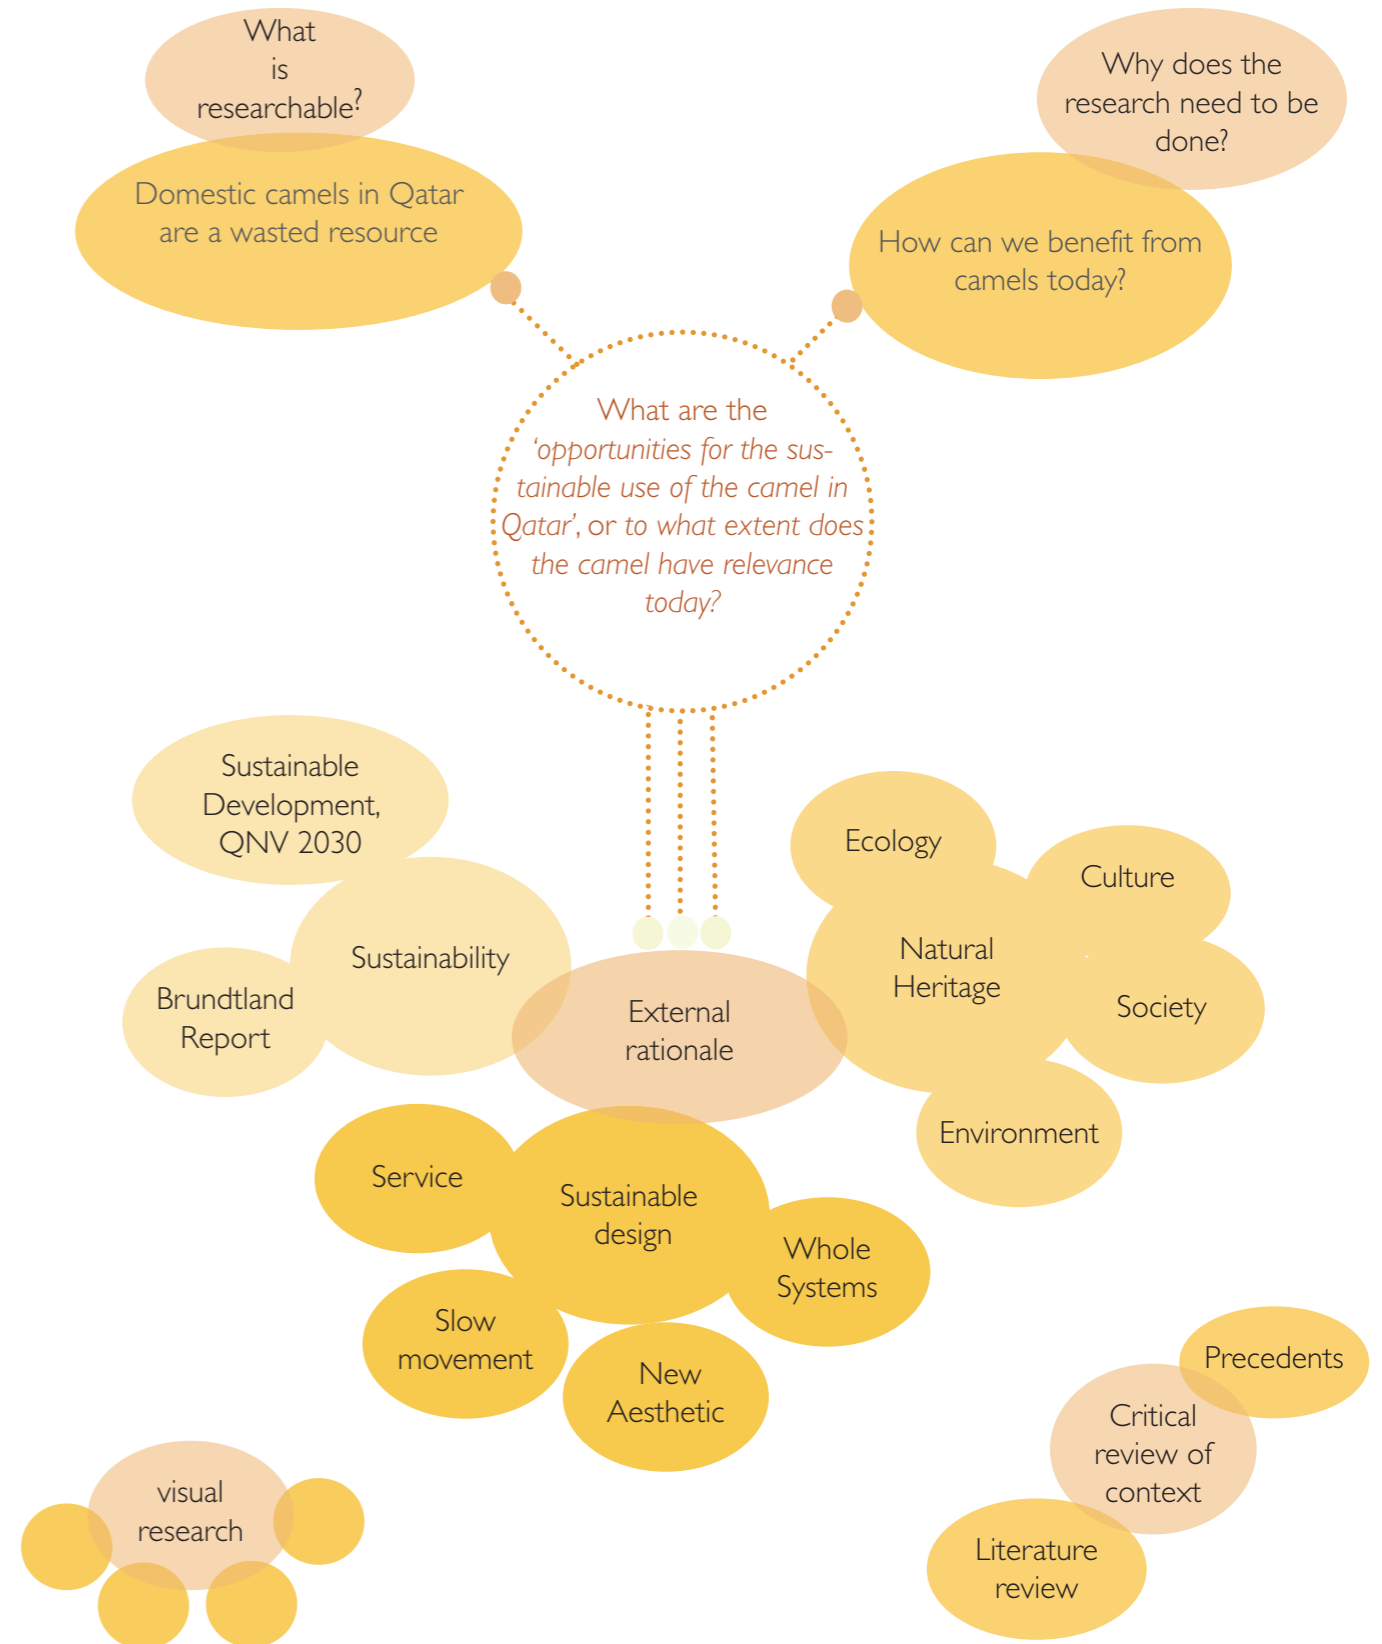 What
is
researchable?
Domestic camels in Qatar
are a wasted resource
Why does the
research need to be
done?
How can we benefit from
camels today?
What are the
‘opportunities for the sus-
tainable use of the camel in
Qatar’, or to what extent does
the camel have relevance
today?
Sustainable
Development,
QNV 2030
Sustainability
Brundtland
Report
External
rationale
Ecology
Culture
Natural
Heritage
Society
Environment
Service
Sustainable
design
Whole
Systems
Slow
movement
New
Aesthetic
Precedents
Critical
review of
context
Literature
review
visual
research